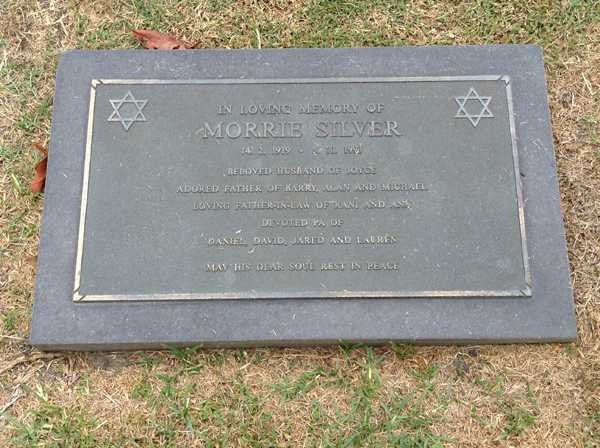 IN LOVING MEMORY OF
MORRIE SILVER
14. 2. 1919 - 10. 1991
BELOVED HUSBAND OF JOYCE
ADORED FATHER OF BARRY, ALAN AND MICHAEL
LOVING FATHER-IN-LAW OF RANI AND
DEVOTED PA OF
DANIEL, DAVID, JARED AND LAUREN
MAY HIS DEAR SOUL REST IN PEACE